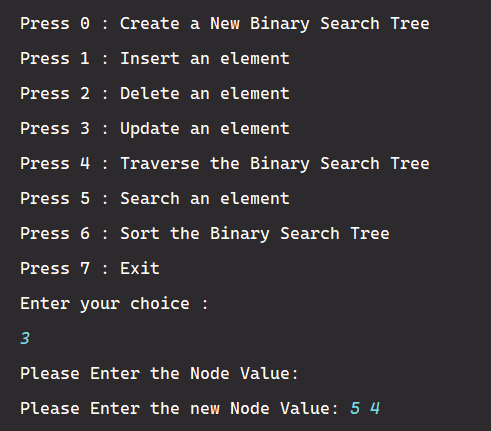 Press 0 : Create a New Binary Search Tree
Press 1 : Insert an element
Press 2 : Delete an element
Press 3 : Update an element
Press 4 : Traverse the Binary Search Tree
Press 5 : Search an element
Press 6 : Sort the Binary Search Tree
Press 7 : Exit
Enter your choice :
3
Please Enter the Node Value:
Please Enter the new Node Value: 5 4